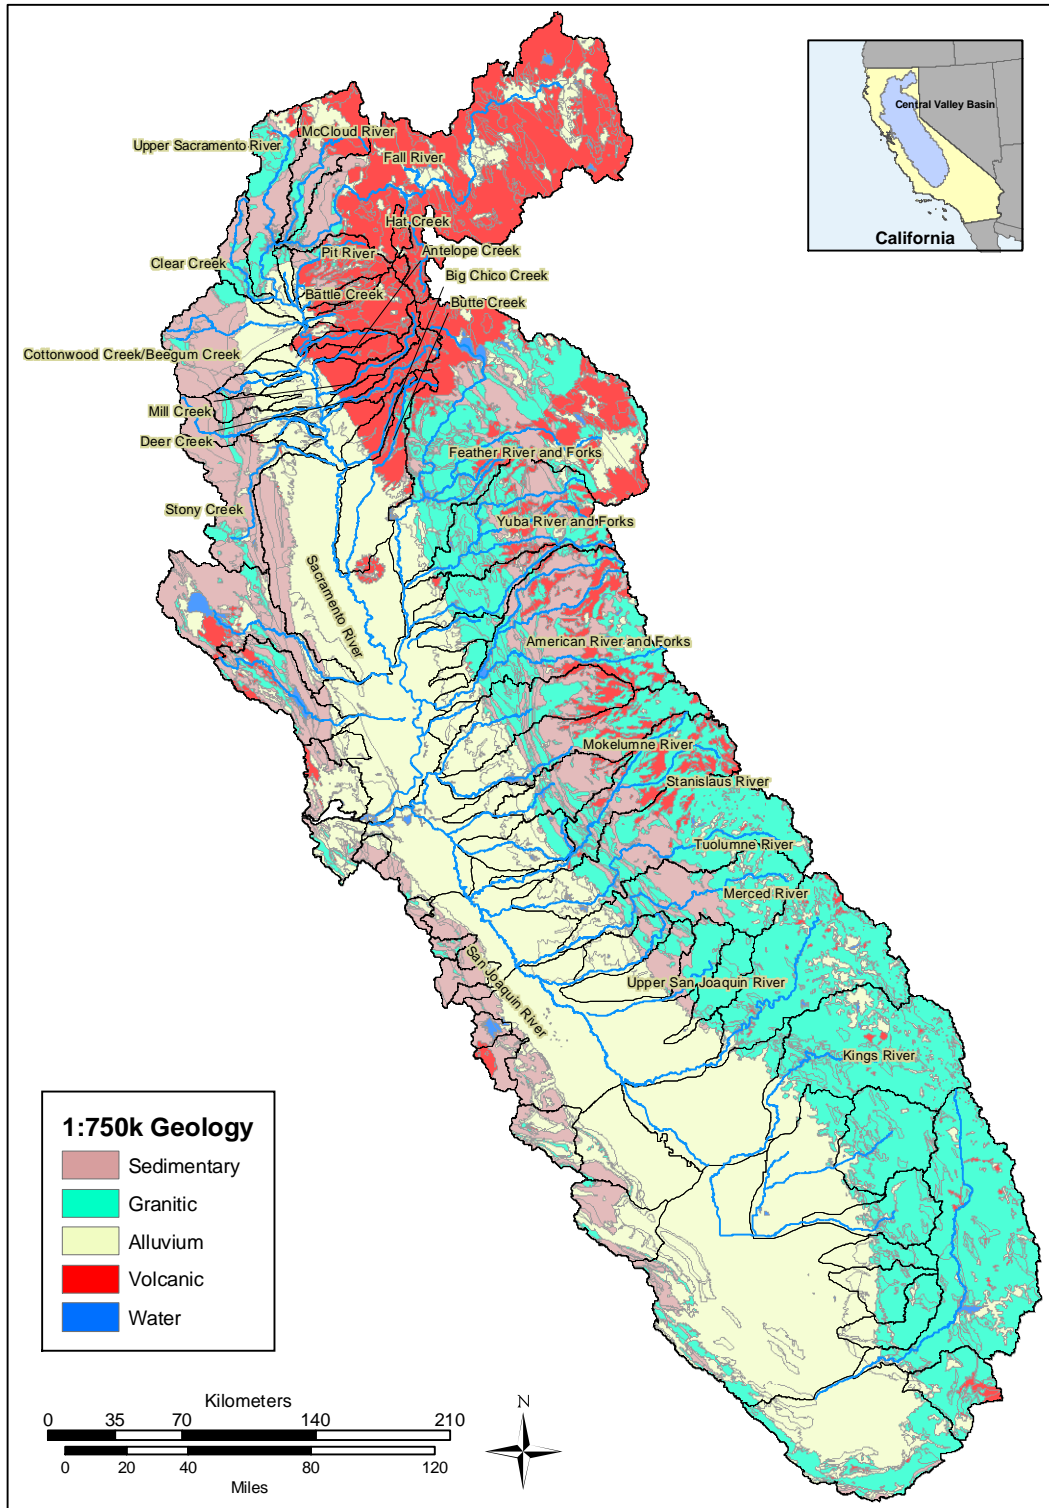 Central Valley Basin
California
McCloud River
Upper Sacramento River
Fall River
Hat Creek
Antelope Creek
Pit River
Clear Creek
Big Chico Creek
Battle Creek
Butte Creek
Cottonwood Creek/Beegum Creek
Mill Creek
Deer Creek
Feather River and Forks
Stony Creek
Yuba River and Forks
Sacramento River
American River and Forks
Mokelumne River
Stanislaus River
Tuolumne River
Merced River
San Joaquin River
Upper San Joaquin River
Kings River
1:750k Geology
Sedimentary
Granitic
Alluvium
Volcanic
Water
Kilometers
0 35 70 140 210
0 20 40 80 120
Miles
N